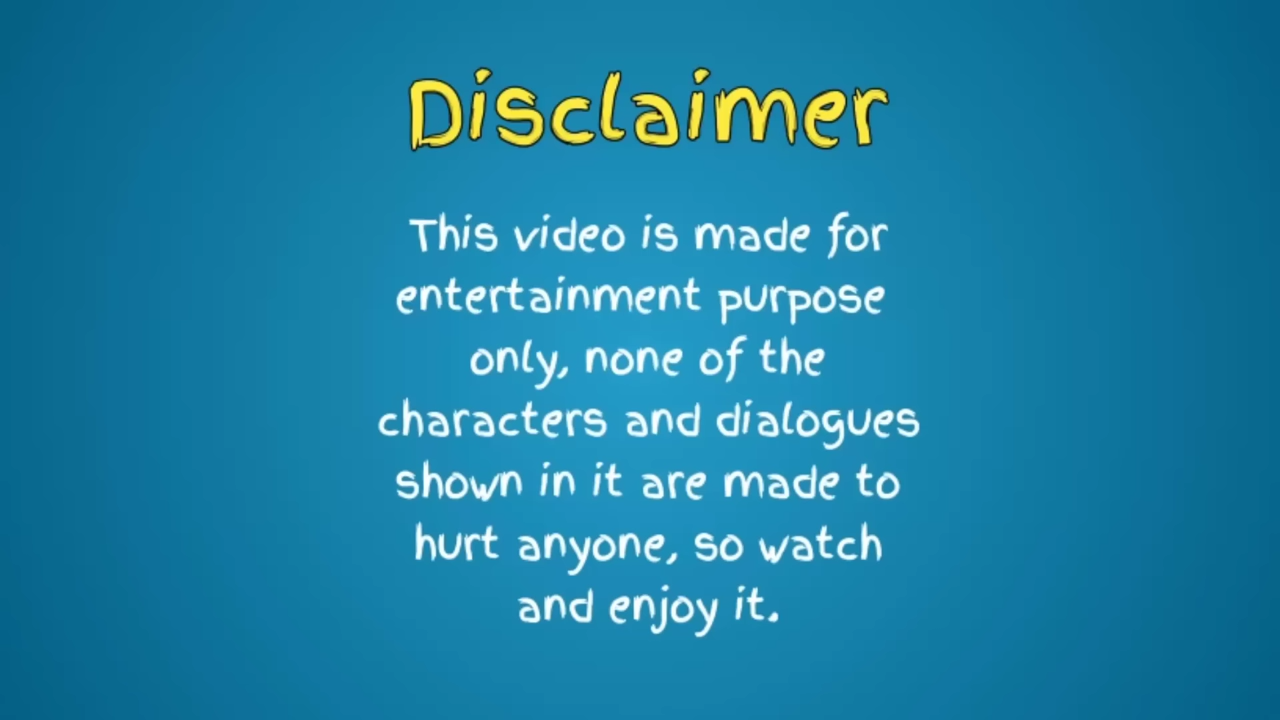 Disclaimer
This video is made for
entertainment purpose
only, none of the
characters and dialogues
shown in it are made to
hurt anyone, so watch
and enjoy it.